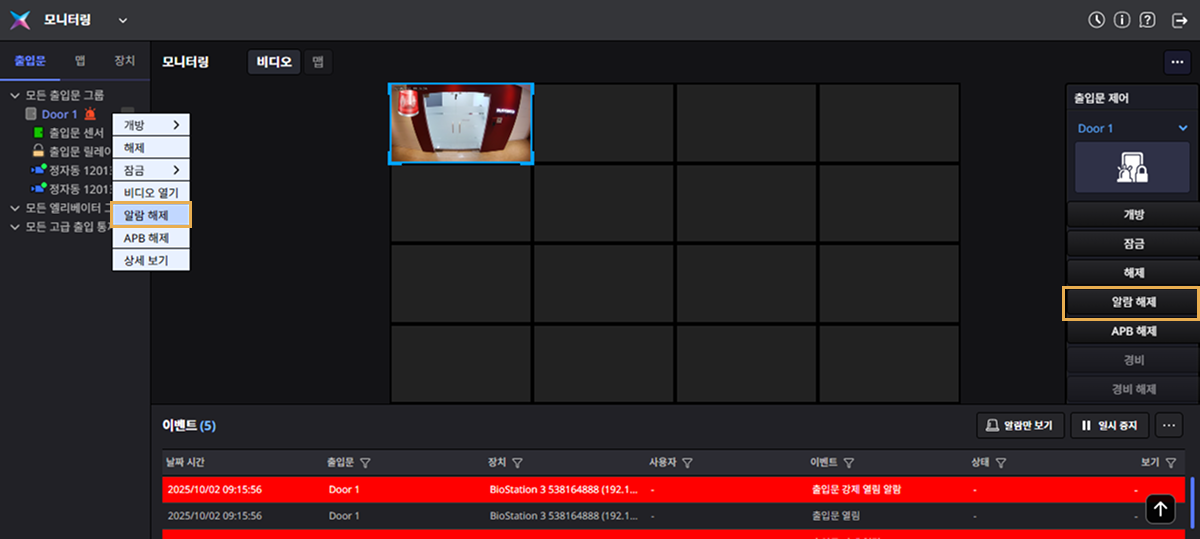 모니터링
출입문 맵 장치
모니터링 비디오 맵
모든 출입문 그룹
Door 1
출입문 센서
출입문 릴레이
정자동 1201
정자동 1201
모든 엘리베이터 그
모든 고급 출입 통제
개방
해제
잠금
비디오 열기
알람 해제
APB 해제
상세 보기
출입문 제어
Door 1
개방
잠금
해제
알람 해제
APB 해제
경비
경비 해제
이벤트 (5)
알람만 보기 일시 중지
날짜 시간 출입문 장치 사용자 이벤트 상태 보기
2025/10/02 09:15:56 Door 1 BioStation 3 538164888 (192.1... - 출입문 강제 열림 알람 - -
2025/10/02 09:15:56 Door 1 BioStation 3 538164888 (192.1... - 출입문 열림 - -